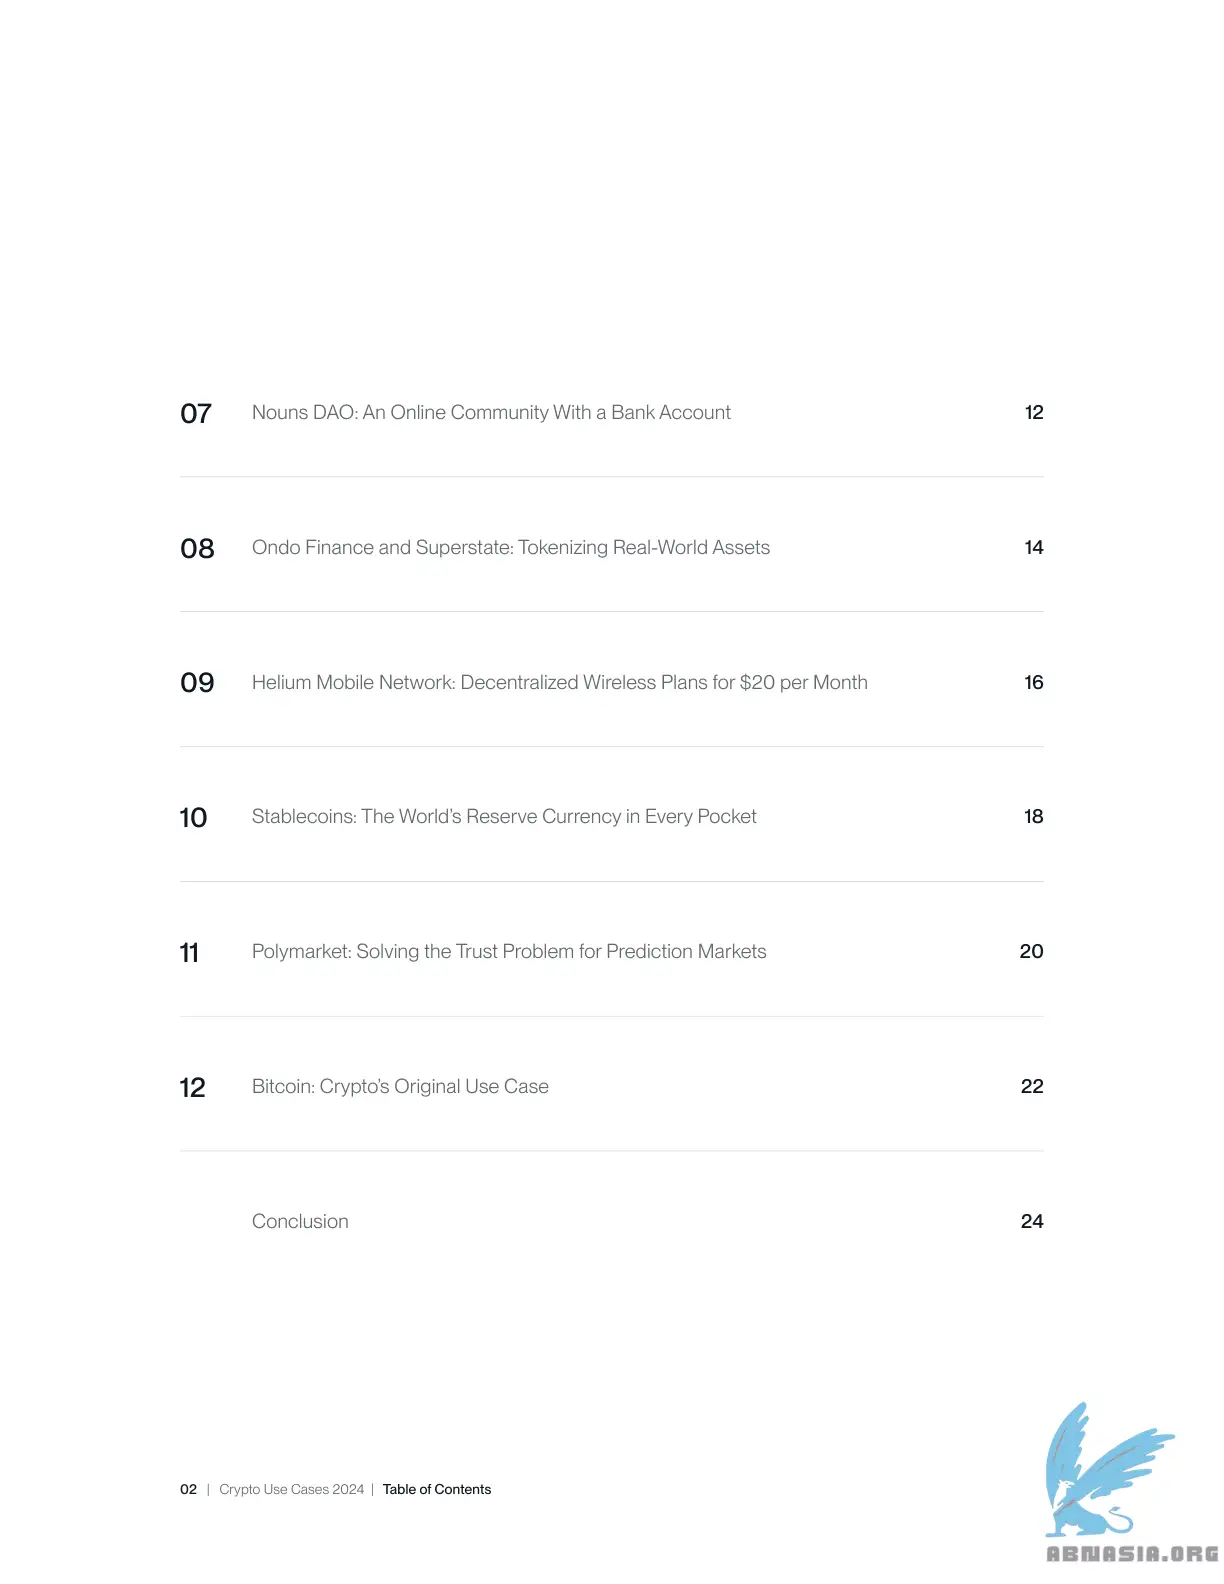 07 Nouns DAO: An Online Community With a Bank Account 12
08 Ondo Finance and Superstate: Tokenizing Real-World Assets 14
09 Helium Mobile Network: Decentralized Wireless Plans for $20 per Month 16
10 Stablecoins: The World’s Reserve Currency in Every Pocket 18
11 Polymarket: Solving the Trust Problem for Prediction Markets 20
12 Bitcoin: Crypto’s Original Use Case 22
Conclusion 24
02 | Crypto Use Cases 2024 | Table of Contents
ABNASIA.ORG